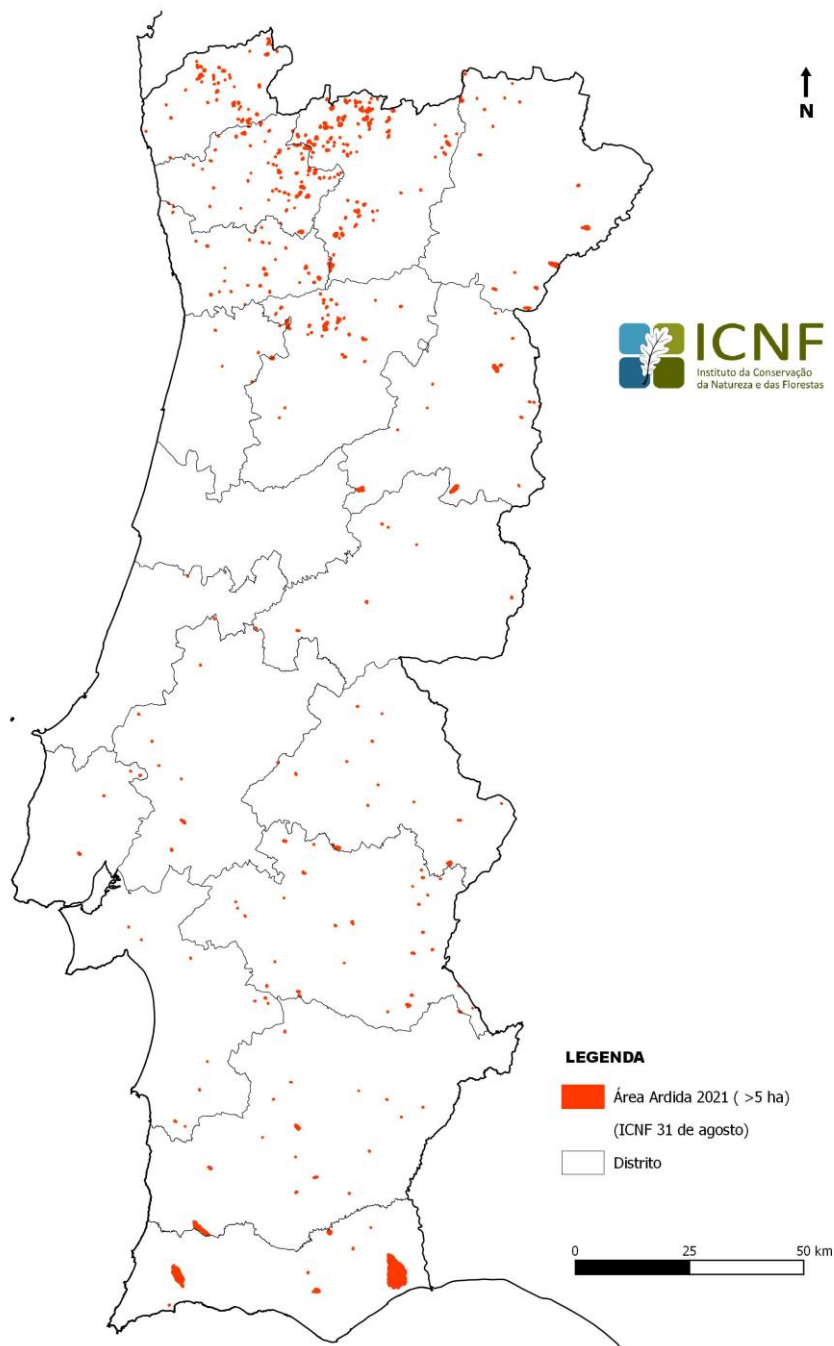 N
ICNF
Instituto da Conservação
da Natureza e das Florestas
LEGENDA
Área Ardida 2021 ( >5 ha)
(ICNF 31 de agosto)
Distrito
0 25 50 km